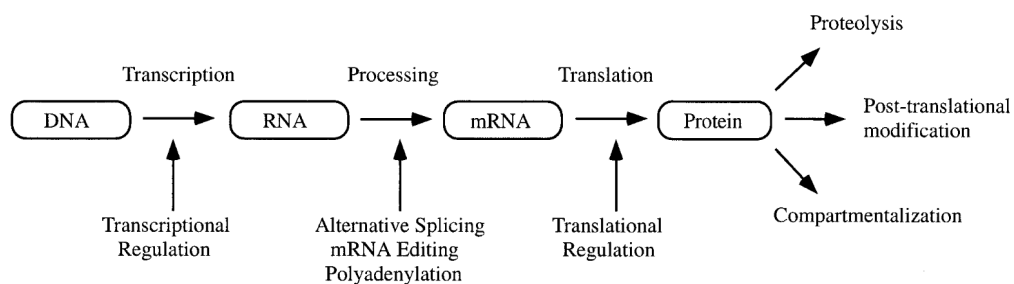 Proteolysis
Transcription
Processing
Translation
DNA
RNA
mRNA
Protein
Post-translational
modification
Compartmentalization
Transcriptional
Regulation
Alternative Splicing
mRNA Editing
Polyadenylation
Translational
Regulation